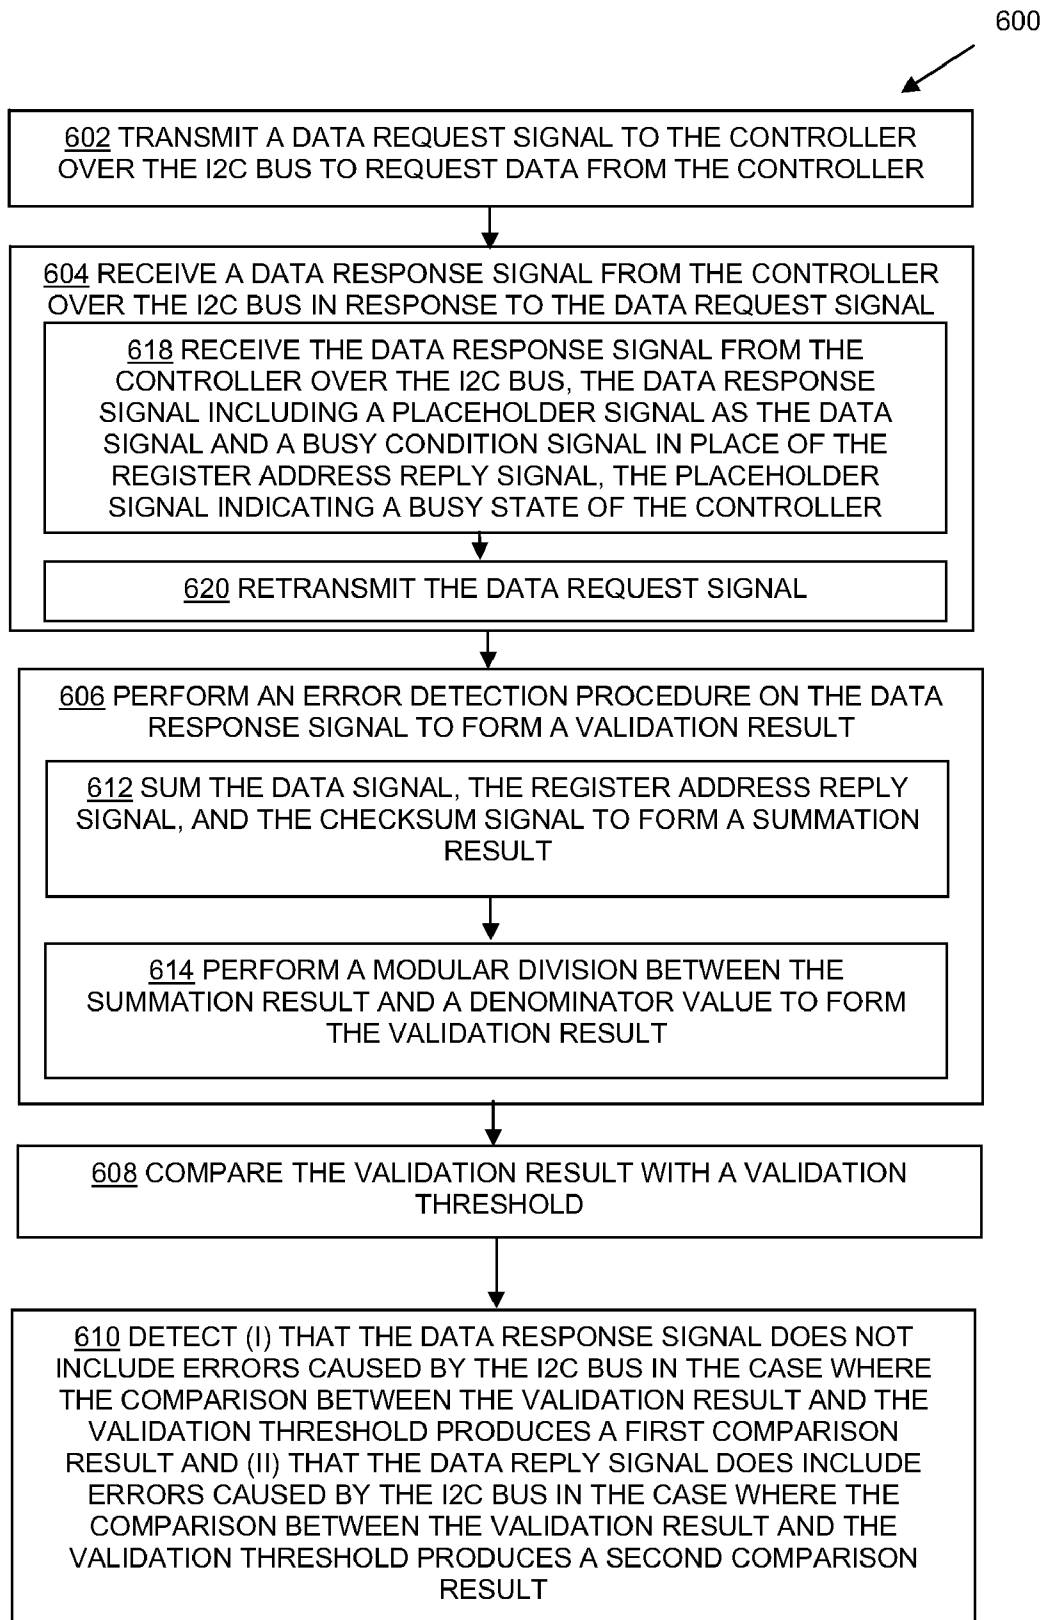 600
602 TRANSMIT A DATA REQUEST SIGNAL TO THE CONTROLLER
OVER THE I2C BUS TO REQUEST DATA FROM THE CONTROLLER
604 RECEIVE A DATA RESPONSE SIGNAL FROM THE CONTROLLER
OVER THE I2C BUS IN RESPONSE TO THE DATA REQUEST SIGNAL
618 RECEIVE THE DATA RESPONSE SIGNAL FROM THE
CONTROLLER OVER THE I2C BUS, THE DATA RESPONSE
SIGNAL INCLUDING A PLACEHOLDER SIGNAL AS THE DATA
SIGNAL AND A BUSY CONDITION SIGNAL IN PLACE OF THE
REGISTER ADDRESS REPLY SIGNAL, THE PLACEHOLDER
SIGNAL INDICATING A BUSY STATE OF THE CONTROLLER
620 RETRANSMIT THE DATA REQUEST SIGNAL
606 PERFORM AN ERROR DETECTION PROCEDURE ON THE DATA
RESPONSE SIGNAL TO FORM A VALIDATION RESULT
612 SUM THE DATA SIGNAL, THE REGISTER ADDRESS REPLY
SIGNAL, AND THE CHECKSUM SIGNAL TO FORM A SUMMATION
RESULT
614 PERFORM A MODULAR DIVISION BETWEEN THE
SUMMATION RESULT AND A DENOMINATOR VALUE TO FORM
THE VALIDATION RESULT
608 COMPARE THE VALIDATION RESULT WITH A VALIDATION
THRESHOLD
610 DETECT (I) THAT THE DATA RESPONSE SIGNAL DOES NOT
INCLUDE ERRORS CAUSED BY THE I2C BUS IN THE CASE WHERE
THE COMPARISON BETWEEN THE VALIDATION RESULT AND THE
VALIDATION THRESHOLD PRODUCES A FIRST COMPARISON
RESULT AND (II) THAT THE DATA REPLY SIGNAL DOES INCLUDE
ERRORS CAUSED BY THE I2C BUS IN THE CASE WHERE THE
COMPARISON BETWEEN THE VALIDATION RESULT AND THE
VALIDATION THRESHOLD PRODUCES A SECOND COMPARISON
RESULT